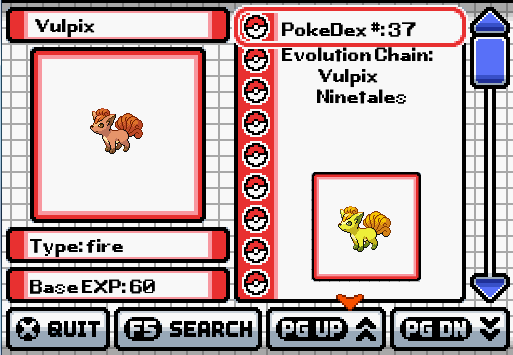 Vulpix
PokeDex #: 37
Evolution Chain:
Vulpix
Ninetales
Type: fire
Base EXP: 60
X QUIT
F5 SEARCH
PG UP
PG DN